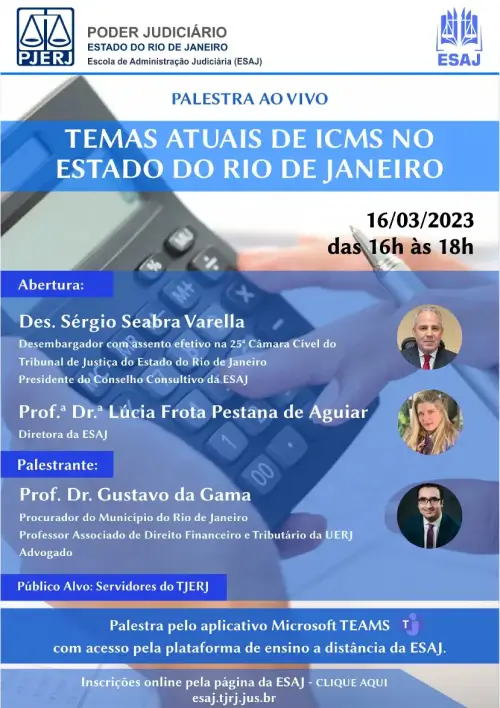 PJERJ
PODER JUDICIÁRIO
ESTADO DO RIO DE JANEIRO
Escola de Administração Judiciária (ESAJ)
ESAJ
PALESTRA AO VIVO
TEMAS ATUAIS DE ICMS NO
ESTADO DO RIO DE JANEIRO
16/03/2023
das 16h às 18h
Abertura:
Des. Sérgio Seabra Varella
Desembargador com assento efetivo na 25ª Câmara Cível do
Tribunal de Justiça do Estado do Rio de Janeiro
Presidente do Conselho Consultivo da ESAJ
Prof.ª Dr.ª Lúcia Frota Pestana de Aguiar
Diretora da ESAJ
Palestrante:
Prof. Dr. Gustavo da Gama
Procurador do Município do Rio de Janeiro
Professor Associado de Direito Financeiro e Tributário da UERJ
Advogado
Público Alvo: Servidores do TJERJ
Palestra pelo aplicativo Microsoft TEAMS
com acesso pela plataforma de ensino a distância da ESAJ.
Inscrições online pela página da ESAJ - CLIQUE AQUI
esaj.tjrj.jus.br